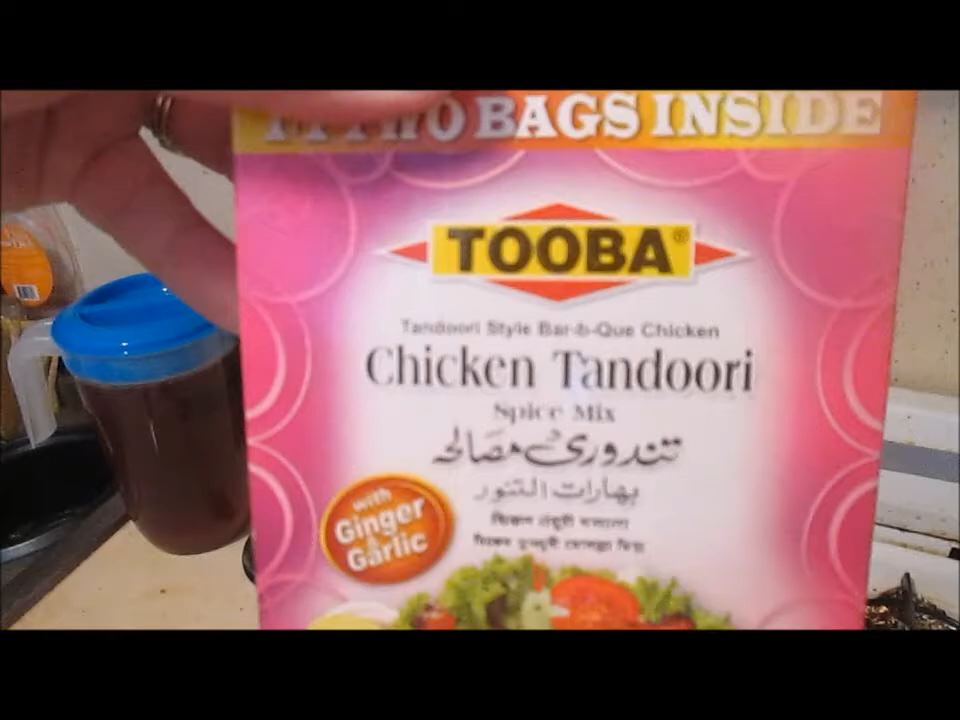 TWO BAGS INSIDE
TOOBA®
Tandoori Style Bar-b-Que Chicken
Chicken Tandoori
Spice Mix
تندوری مصالحہ
بهارات التنور
with
Ginger
&
Garlic